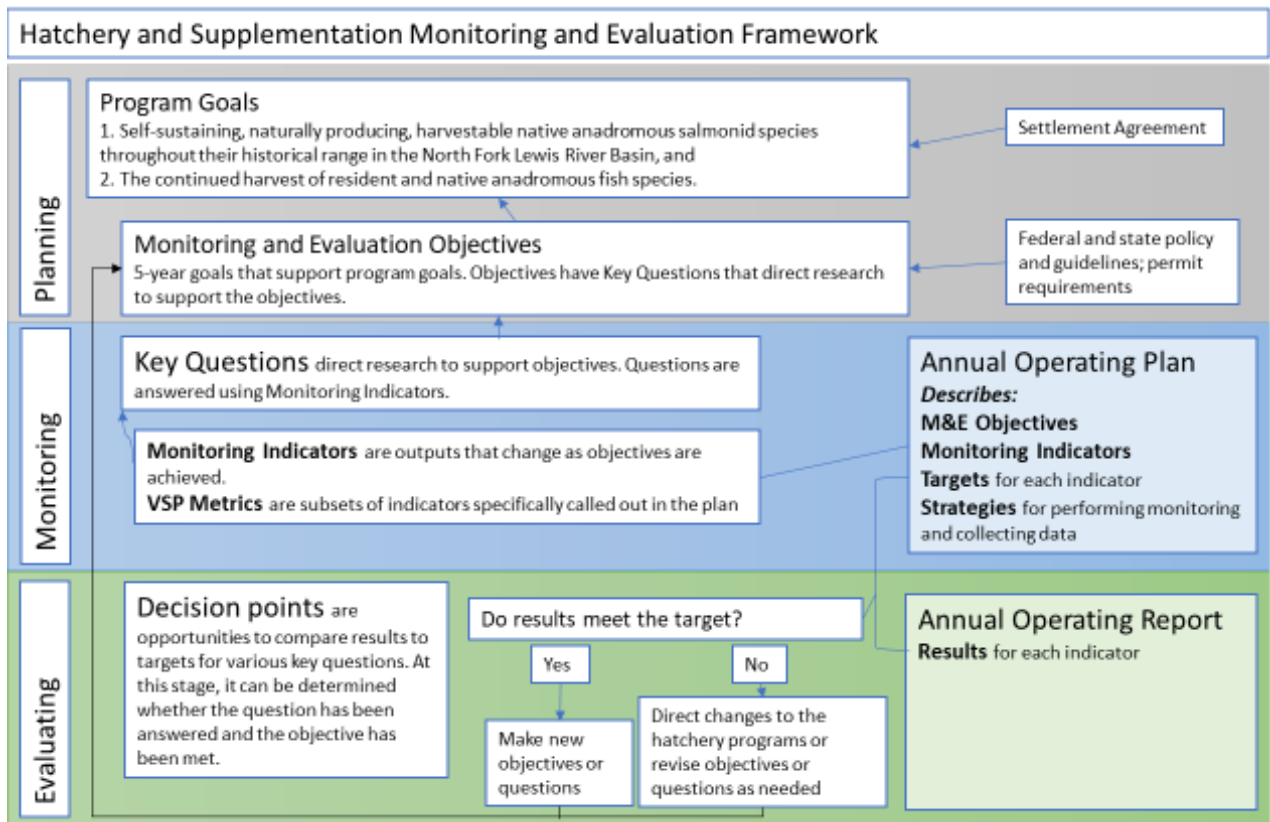 Hatchery and Supplementation Monitoring and Evaluation Framework
Planning
Program Goals
1. Self-sustaining, naturally producing, harvestable native anadromous salmonid species
throughout their historical range in the North Fork Lewis River Basin, and
2. The continued harvest of resident and native anadromous fish species.
Settlement Agreement
Monitoring and Evaluation Objectives
5-year goals that support program goals. Objectives have Key Questions that direct research
to support the objectives.
Federal and state policy
and guidelines; permit
requirements
Monitoring
Key Questions direct research to support objectives. Questions are
answered using Monitoring Indicators.
Monitoring Indicators are outputs that change as objectives are
achieved.
VSP Metrics are subsets of indicators specifically called out in the plan
Annual Operating Plan
Describes:
M&E Objectives
Monitoring Indicators
Targets for each indicator
Strategies for performing monitoring
and collecting data
Evaluating
Decision points are
opportunities to compare results to
targets for various key questions. At
this stage, it can be determined
whether the question has been
answered and the objective has
been met.
Do results meet the target?
Yes
No
Make new
objectives or
questions
Direct changes to the
hatchery programs or
revise objectives or
questions as needed
Annual Operating Report
Results for each indicator